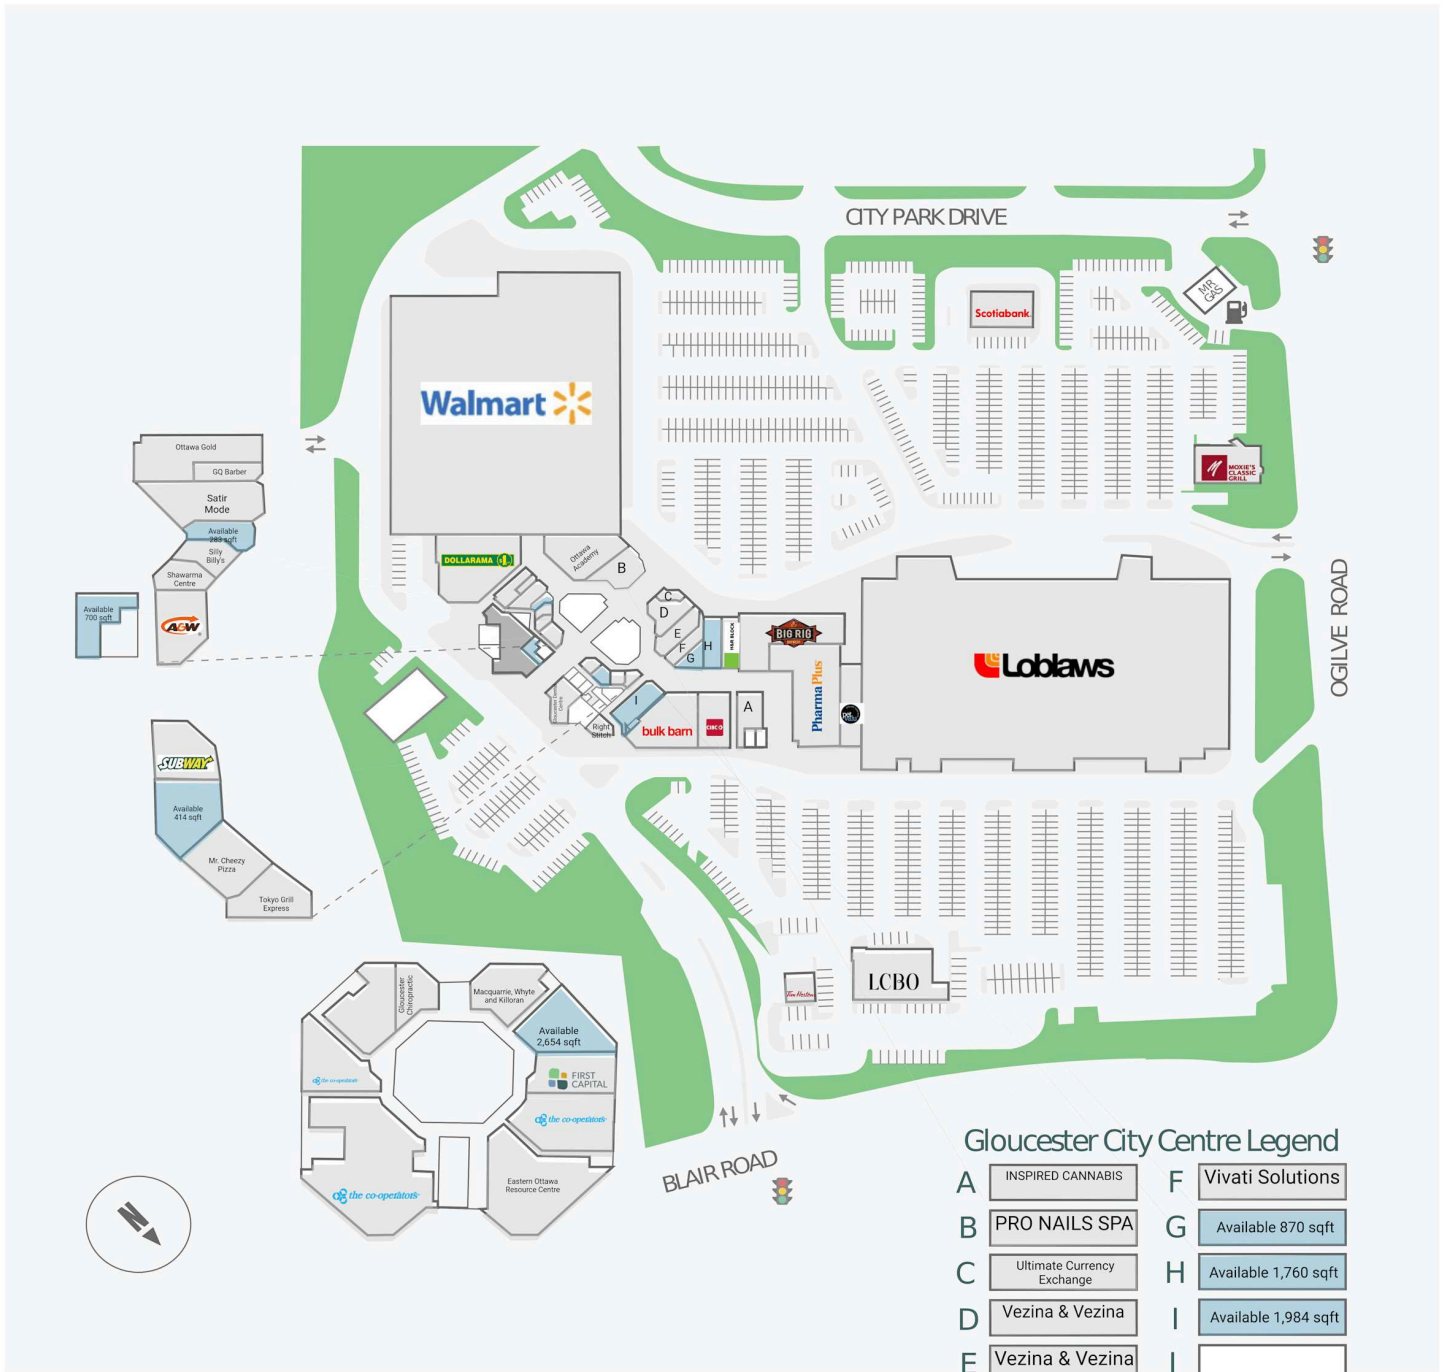 CITY PARK DRIVE
MR.
GAS
Scotiabank
Walmart
MOXIE'S
CLASSIC
GRILL
Ottawa Gold
GQ Barber
Satir
Mode
Available
283 sqft
Silly
Billy's
Shawarma
Centre
A&W
Available
700 sqft
DOLLARAMA
Ottawa
Academy
B
C
D
E
F
G
H
H&R BLOCK
BIG RIG
Pharma Plus
Loblaws
OGILVE ROAD
I
A
Right
Stitch
bulk barn
CIBC
SUBWAY
Available
414 sqft
Mr. Cheezy
Pizza
Tokyo Grill
Express
Tim Hortons
LCBO
Gloucester
Chiropractic
Macquarrie, Whyte
and Killoran
Available
2,654 sqft
FIRST
CAPITAL
the co-operators
the co-operators
the co-operators
Eastern Ottawa
Resource Centre
BLAIR ROAD
N
Gloucester City Centre Legend
A INSPIRED CANNABIS
F Vivati Solutions
B PRO NAILS SPA
G Available 870 sqft
C Ultimate Currency
Exchange
H Available 1,760 sqft
D Vezina & Vezina
I Available 1,984 sqft
E Vezina & Vezina